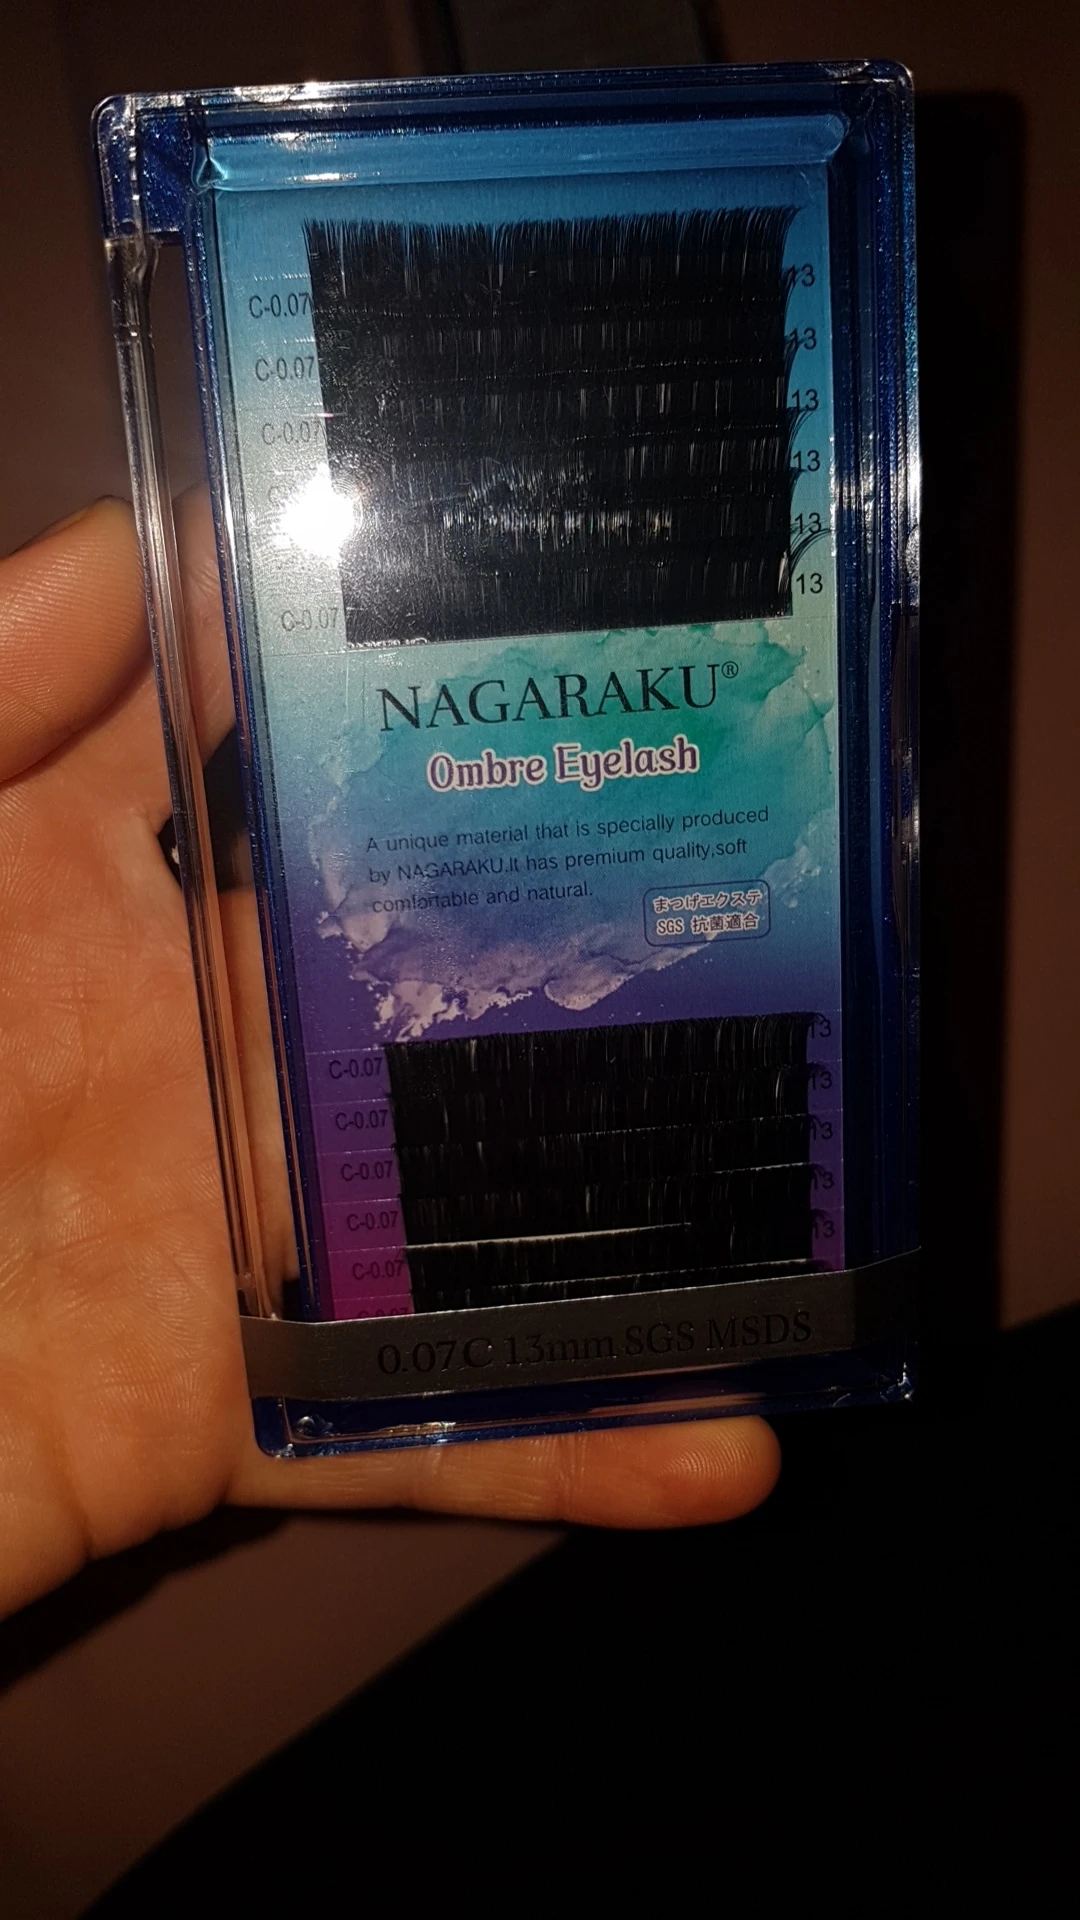 C-0.07 13
C-0.07 13
C-0.07 13
13
13
C-0.07 13
NAGARAKU®
Ombre Eyelash
A unique material that is specially produced
by NAGARAKU.It has premium quality,soft
comfortable and natural.
まつげエクステ
SGS 抗菌適合
C-0.07 13
C-0.07 13
C-0.07 13
C-0.07 13
C-0.07 13
0.07C 13mm SGS MSDS